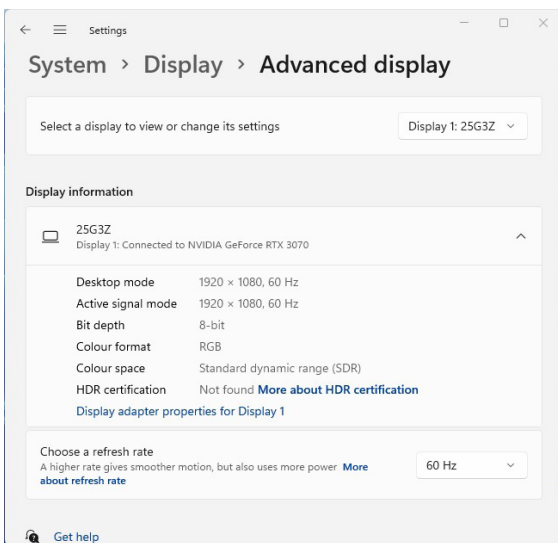 Settings
System > Display > Advanced display
Select a display to view or change its settings
Display 1: 25G3Z
Display information
25G3Z
Display 1: Connected to NVIDIA GeForce RTX 3070
Desktop mode 1920 × 1080, 60 Hz
Active signal mode 1920 × 1080, 60 Hz
Bit depth 8-bit
Colour format RGB
Colour space Standard dynamic range (SDR)
HDR certification Not found More about HDR certification
Display adapter properties for Display 1
Choose a refresh rate
A higher rate gives smoother motion, but also uses more power More
about refresh rate
60 Hz
Get help